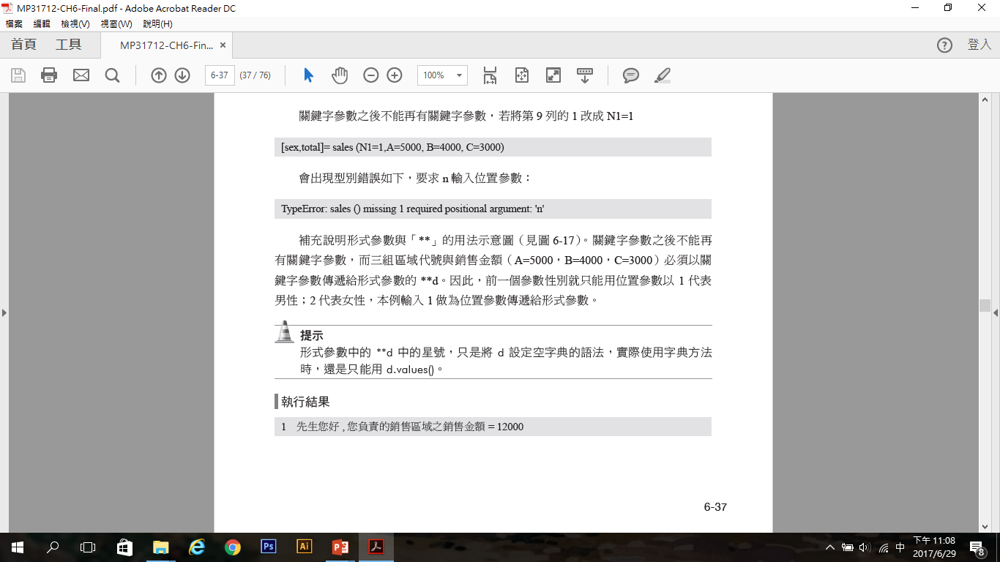 MP31712-CH6-Final.pdf - Adobe Acrobat Reader DC
檔案 編輯 檢視(V) 視窗(W) 說明(H)
首頁 工具 MP31712-CH6-Fin... × 登入
6-37 (37 / 76) 100%
關鍵字參數之後不能再有關鍵字參數，若將第 9 列的 1 改成 N1=1
[sex,total]= sales (N1=1,A=5000, B=4000, C=3000)
會出現型別錯誤如下，要求 n 輸入位置參數：
TypeError: sales () missing 1 required positional argument: 'n'
補充說明形式參數與「**」的用法示意圖（見圖 6-17）。關鍵字參數之後不能再
有關鍵字參數，而三組區域代號與銷售金額（A=5000，B=4000，C=3000）必須以關
鍵字參數傳遞給形式參數的 **d。因此，前一個參數性別就只能用位置參數以 1 代表
男性；2 代表女性，本例輸入 1 做為位置參數傳遞給形式參數。
提示
形式參數中的 **d 中的星號，只是將 d 設定空字典的語法，實際使用字典方法
時，還是只能用 d.values()。
執行結果
1 先生您好 , 您負責的銷售區域之銷售金額 = 12000
6-37
Ps Ai 中 下午 11:08
2017/6/29 8